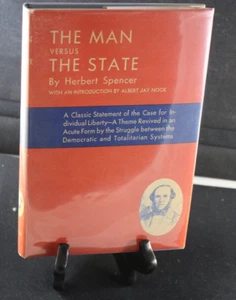 THE MAN
VERSUS
THE STATE
By Herbert Spencer
WITH AN INTRODUCTION BY ALBERT JAY NOCK
A Classic Statement of the Case for In-
dividual Liberty—A Theme Revived in an
Acute Form by the Struggle between the
Democratic and Totalitarian Systems